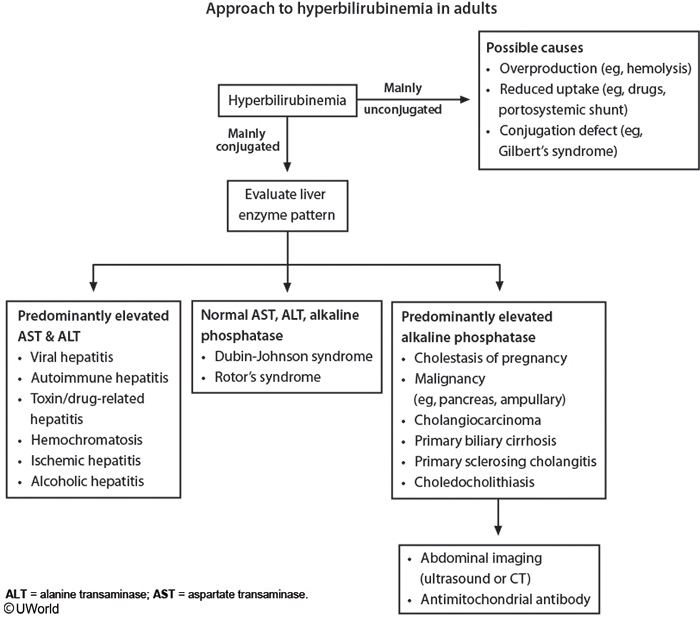 Approach to hyperbilirubinemia in adults
Hyperbilirubinemia
Mainly
unconjugated
Possible causes
• Overproduction (eg, hemolysis)
• Reduced uptake (eg, drugs,
portosystemic shunt)
• Conjugation defect (eg,
Gilbert's syndrome)
Mainly
conjugated
Evaluate liver
enzyme pattern
Predominantly elevated
AST & ALT
• Viral hepatitis
• Autoimmune hepatitis
• Toxin/drug-related
hepatitis
• Hemochromatosis
• Ischemic hepatitis
• Alcoholic hepatitis
Normal AST, ALT, alkaline
phosphatase
• Dubin-Johnson syndrome
• Rotor's syndrome
Predominantly elevated
alkaline phosphatase
• Cholestasis of pregnancy
• Malignancy
(eg, pancreas, ampullary)
• Cholangiocarcinoma
• Primary biliary cirrhosis
• Primary sclerosing cholangitis
• Choledocholithiasis
• Abdominal imaging
(ultrasound or CT)
• Antimitochondrial antibody
ALT = alanine transaminase; AST = aspartate transaminase.
©UWorld